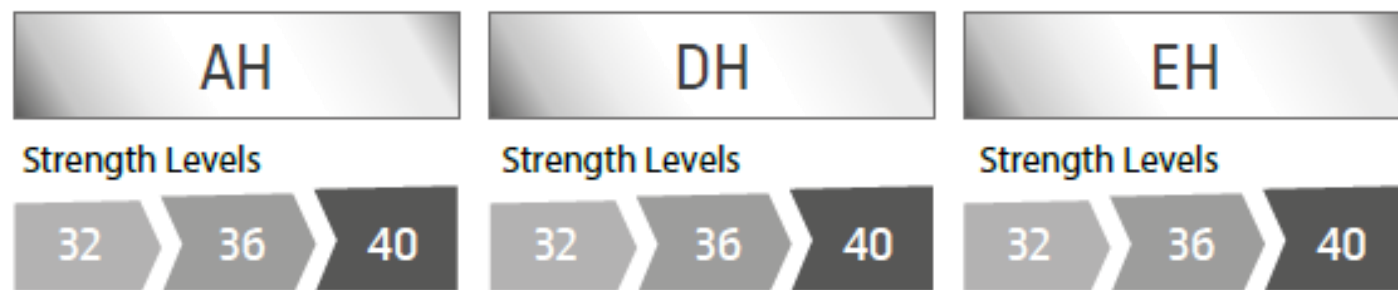 AH DH EH
Strength Levels Strength Levels Strength Levels
32 36 40 32 36 40 32 36 40